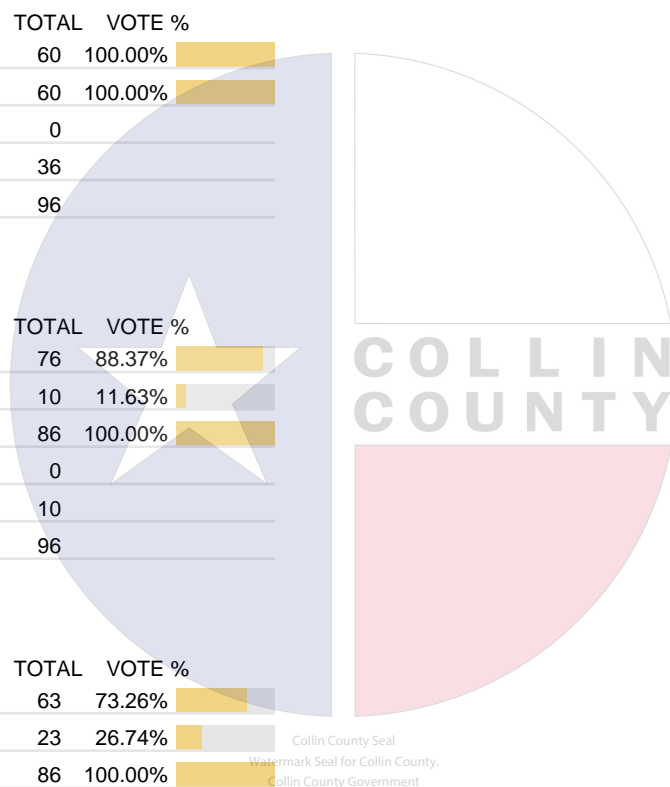 TOTAL VOTE %
60 100.00%
60 100.00%
0
36
96
TOTAL VOTE %
76 88.37%
10 11.63%
86 100.00%
0
10
96
COLLIN
COUNTY
TOTAL VOTE %
63 73.26%
23 26.74%
86 100.00%
Collin County Seal
Watermark Seal for Collin County.
Collin County Government